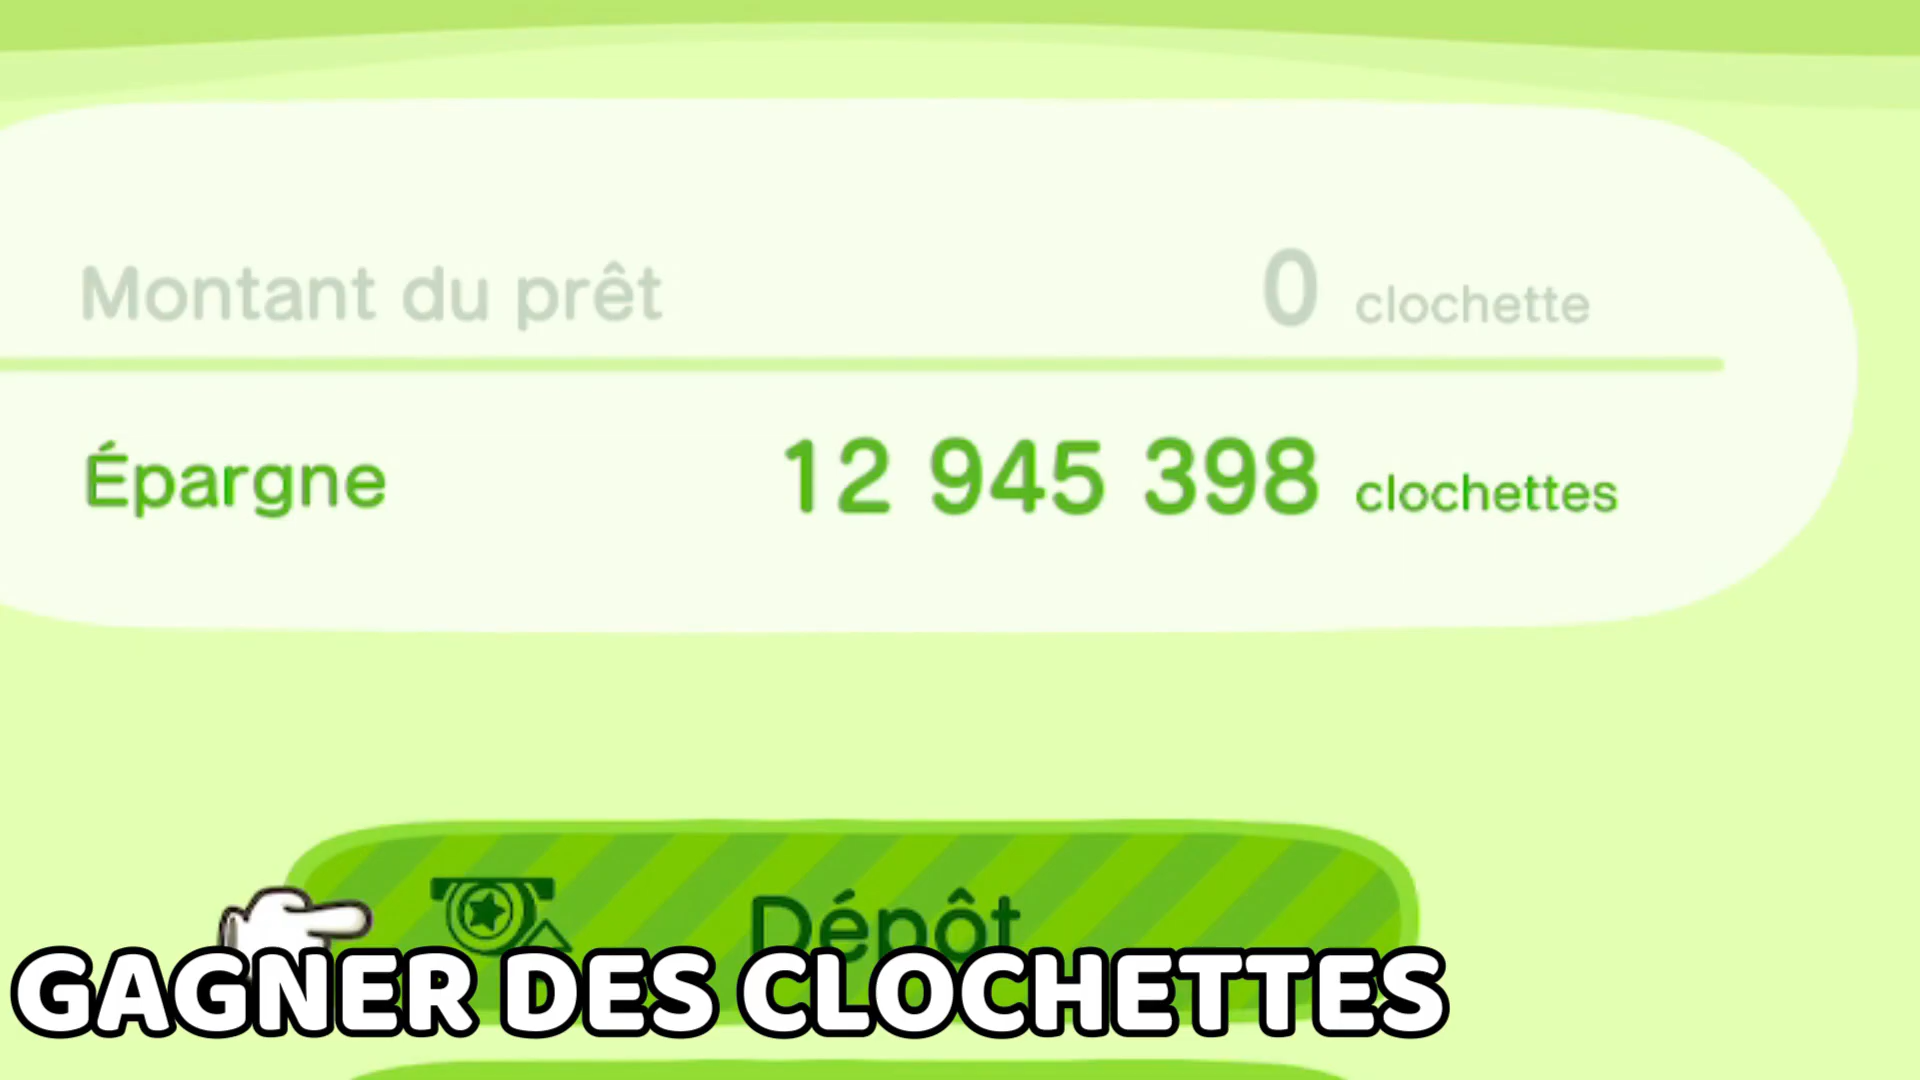 Montant du prêt 0 clochette
Épargne 12 945 398 clochettes
Dépôt
GAGNER DES CLOCHETTES